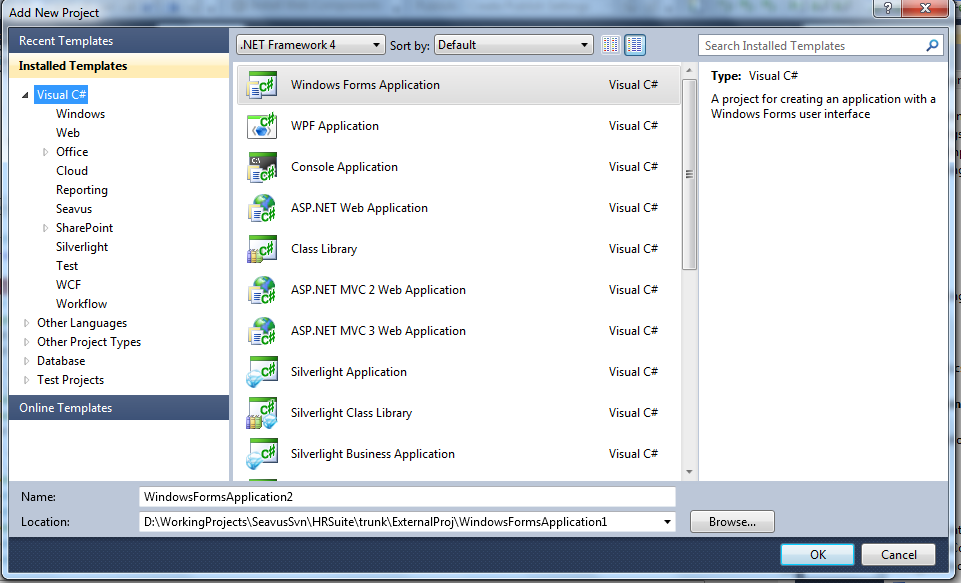 Add New Project
Recent Templates
Installed Templates
Visual C#
Windows
Web
Office
Cloud
Reporting
Seavus
SharePoint
Silverlight
Test
WCF
Workflow
Other Languages
Other Project Types
Database
Test Projects
Online Templates
.NET Framework 4 Sort by: Default
Windows Forms Application Visual C#
WPF Application Visual C#
Console Application Visual C#
ASP.NET Web Application Visual C#
Class Library Visual C#
ASP.NET MVC 2 Web Application Visual C#
ASP.NET MVC 3 Web Application Visual C#
Silverlight Application Visual C#
Silverlight Class Library Visual C#
Silverlight Business Application Visual C#
Search Installed Templates
Type: Visual C#
A project for creating an application with a
Windows Forms user interface
Name: WindowsFormsApplication2
Location: D:\WorkingProjects\SeavusSvn\HRSuite\trunk\ExternalProj\WindowsFormsApplication1 Browse...
OK Cancel